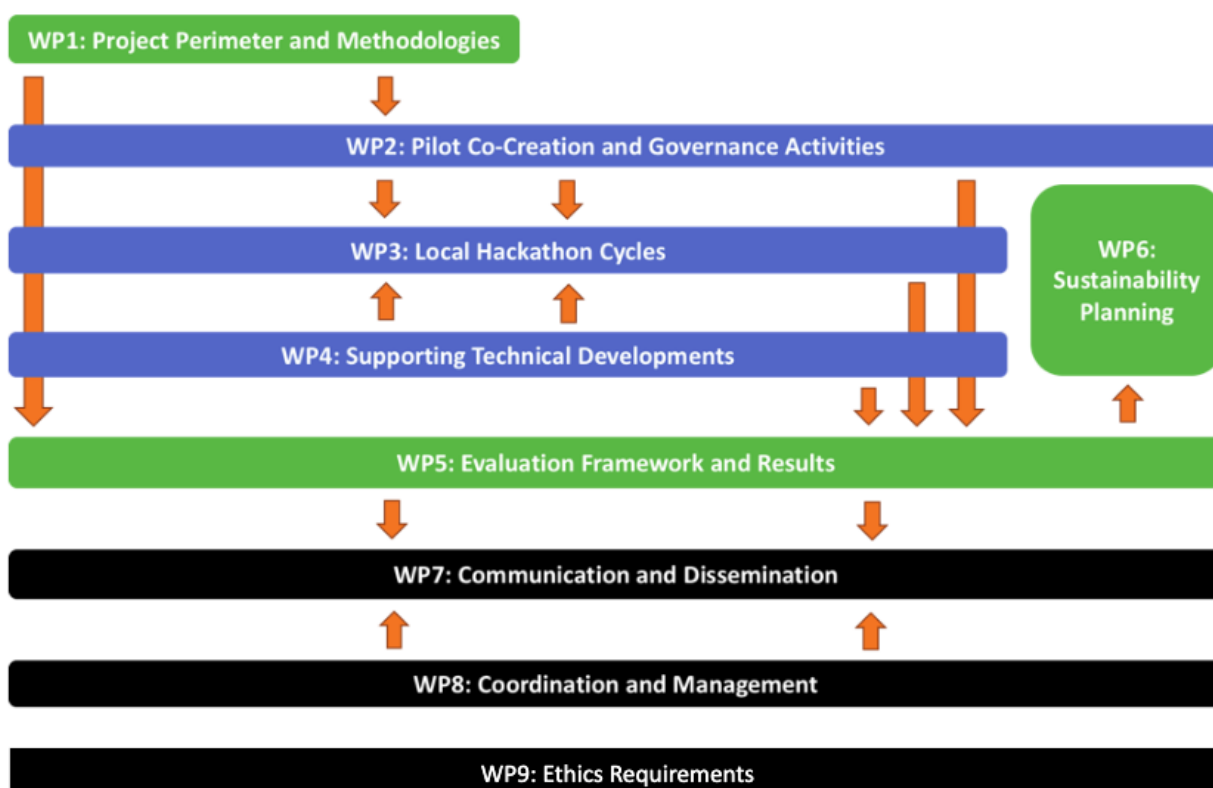 WP1: Project Perimeter and Methodologies
WP2: Pilot Co-Creation and Governance Activities
WP3: Local Hackathon Cycles
WP6:
Sustainability
Planning
WP4: Supporting Technical Developments
WP5: Evaluation Framework and Results
WP7: Communication and Dissemination
WP8: Coordination and Management
WP9: Ethics Requirements